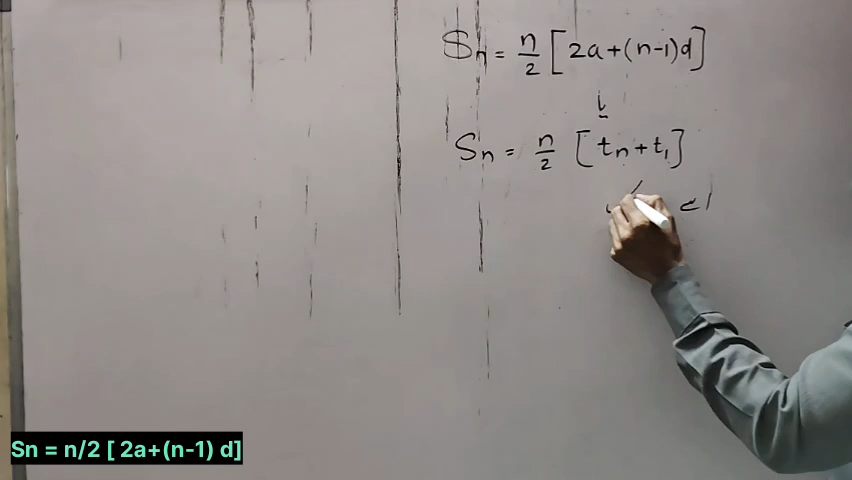 Sn = n/2 [2a+(n-1)d]
Sn = n/2 [tn+t1]
Sn = n/2 [ 2a+(n-1) d]